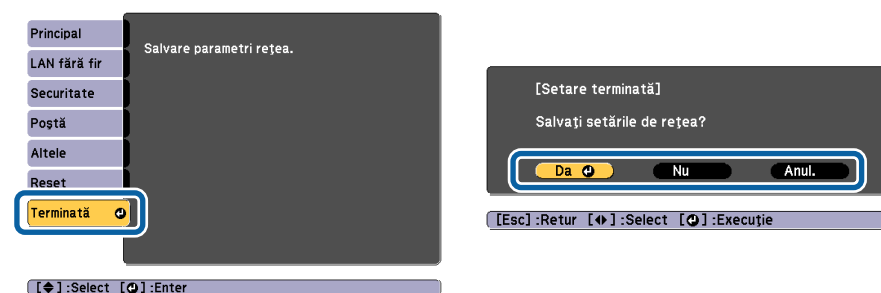 Principal
LAN fără fir
Securitate
Poştă
Altele
Reset
Terminată
Salvare parametri reţea.
[◆] :Select [↵] :Enter
[Setare terminată]
Salvaţi setările de reţea?
Da Nu Anul.
[Esc] :Retur [◆] :Select [↵] :Execuţie